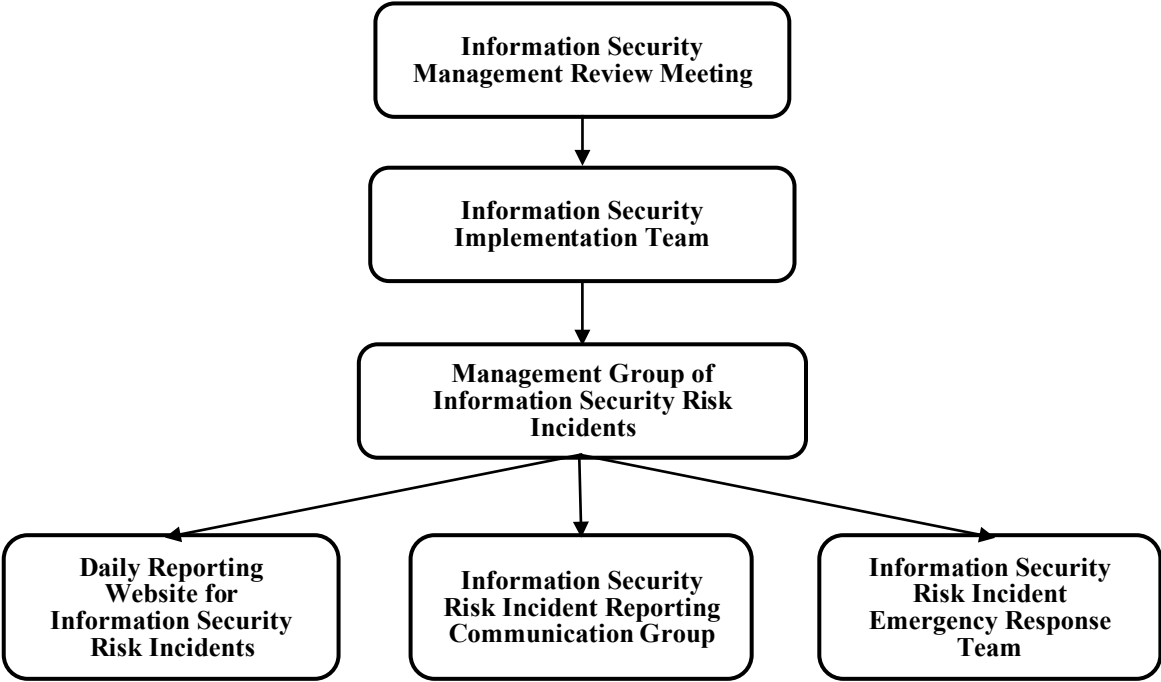 Information Security
Management Review Meeting
Information Security
Implementation Team
Management Group of
Information Security Risk
Incidents
Daily Reporting
Website for
Information Security
Risk Incidents
Information Security
Risk Incident Reporting
Communication Group
Information Security
Risk Incident
Emergency Response
Team